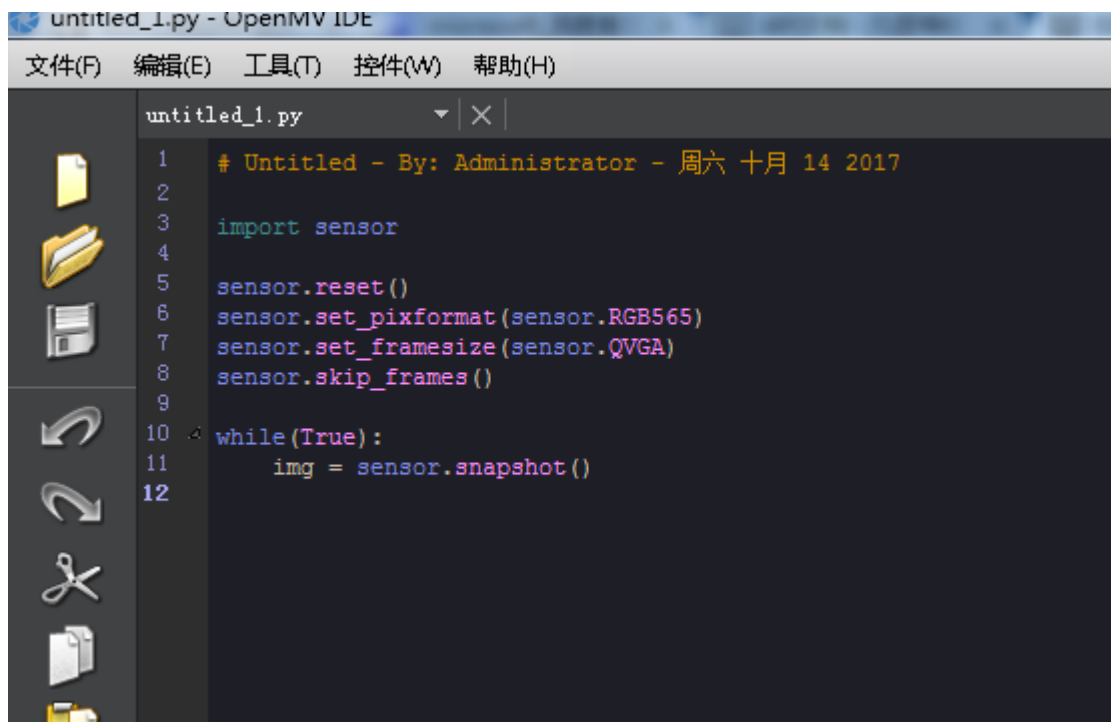 untitled_1.py - OpenMV IDE
文件(F) 编辑(E) 工具(T) 控件(W) 帮助(H)
untitled_1.py
1 # Untitled - By: Administrator - 周六 十月 14 2017
2
3 import sensor
4
5 sensor.reset()
6 sensor.set_pixformat(sensor.RGB565)
7 sensor.set_framesize(sensor.QVGA)
8 sensor.skip_frames()
9
10 while(True):
11     img = sensor.snapshot()
12